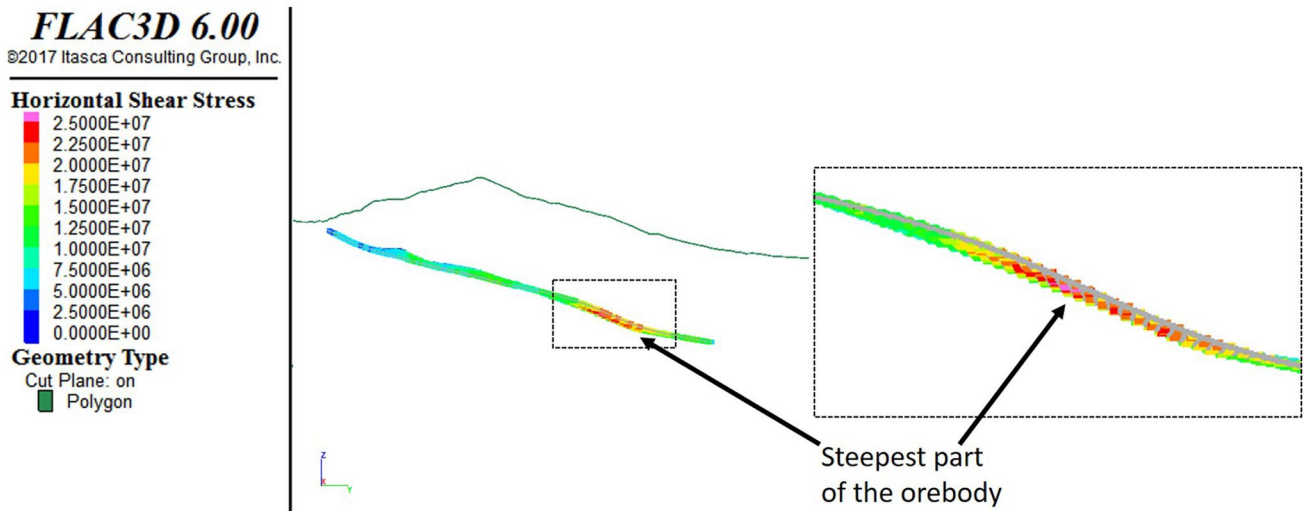 FLAC3D 6.00
©2017 Itasca Consulting Group, Inc.
Horizontal Shear Stress
2.5000E+07
2.2500E+07
2.0000E+07
1.7500E+07
1.5000E+07
1.2500E+07
1.0000E+07
7.5000E+06
5.0000E+06
2.5000E+06
0.0000E+00
Geometry Type
Cut Plane: on
Polygon
Z
X
Y
Steepest part
of the orebody